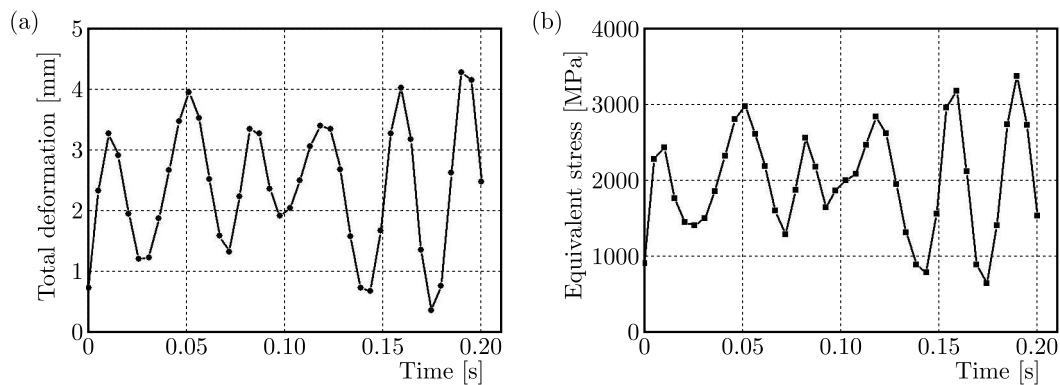 (a)
5
4
3
2
1
0
Total deformation [mm]
0 0.05 0.10 0.15 0.20
Time [s]
(b)
4000
3000
2000
1000
0
Equivalent stress [MPa]
0 0.05 0.10 0.15 0.20
Time [s]